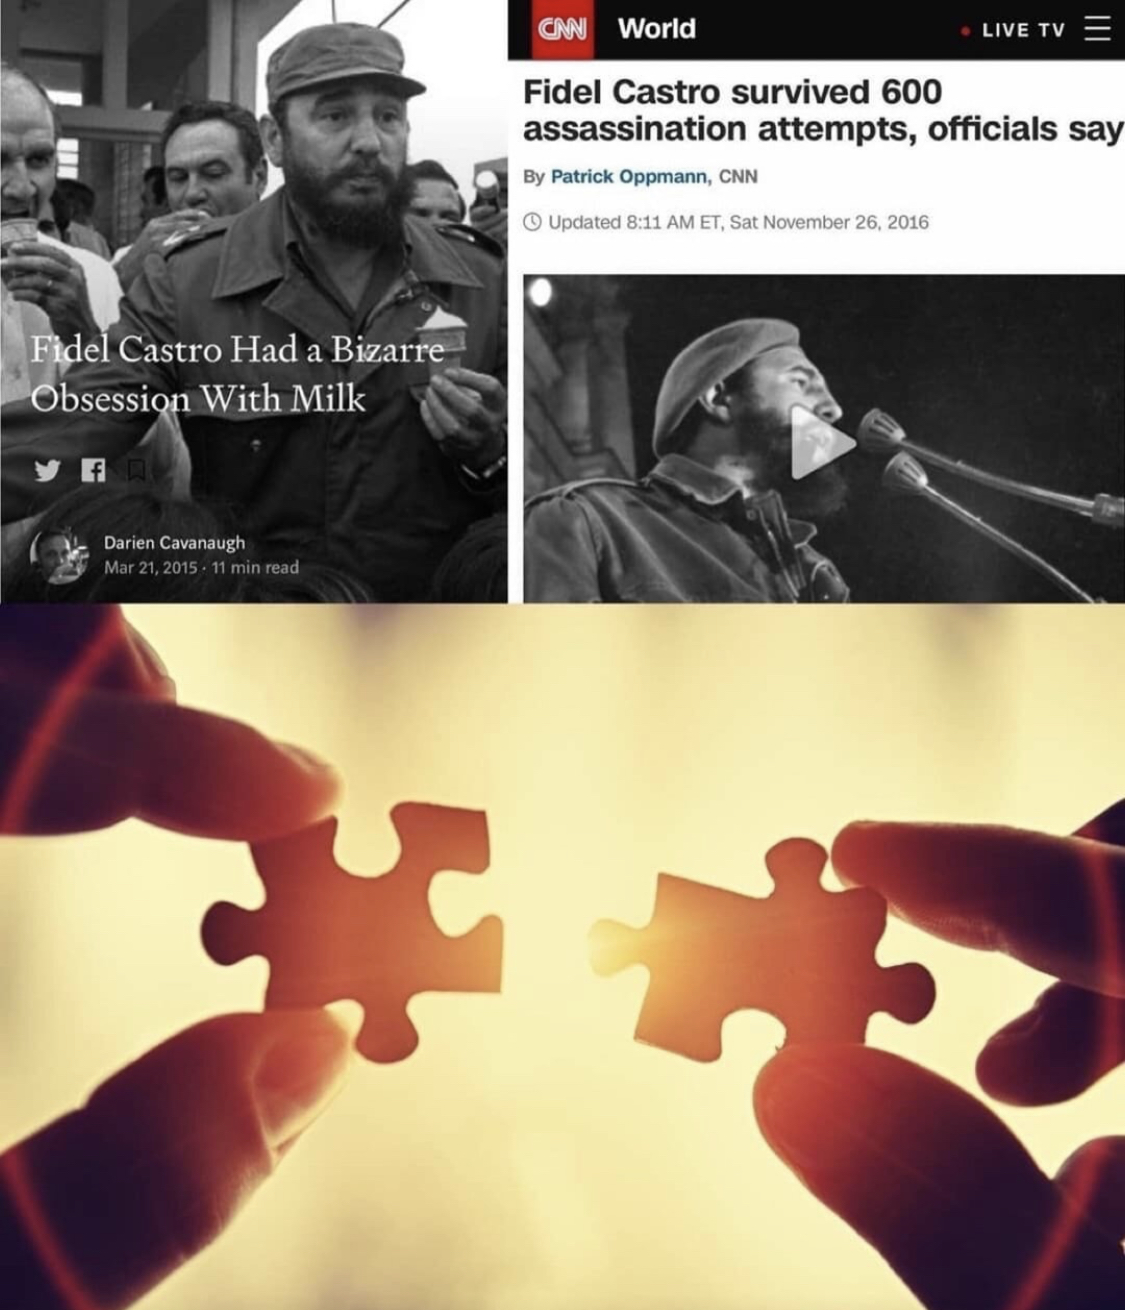 Fidel Castro Had a Bizarre
Obsession With Milk
Darien Cavanaugh
Mar 21, 2015 · 11 min read
CNN World LIVE TV
Fidel Castro survived 600
assassination attempts, officials say
By Patrick Oppmann, CNN
Updated 8:11 AM ET, Sat November 26, 2016